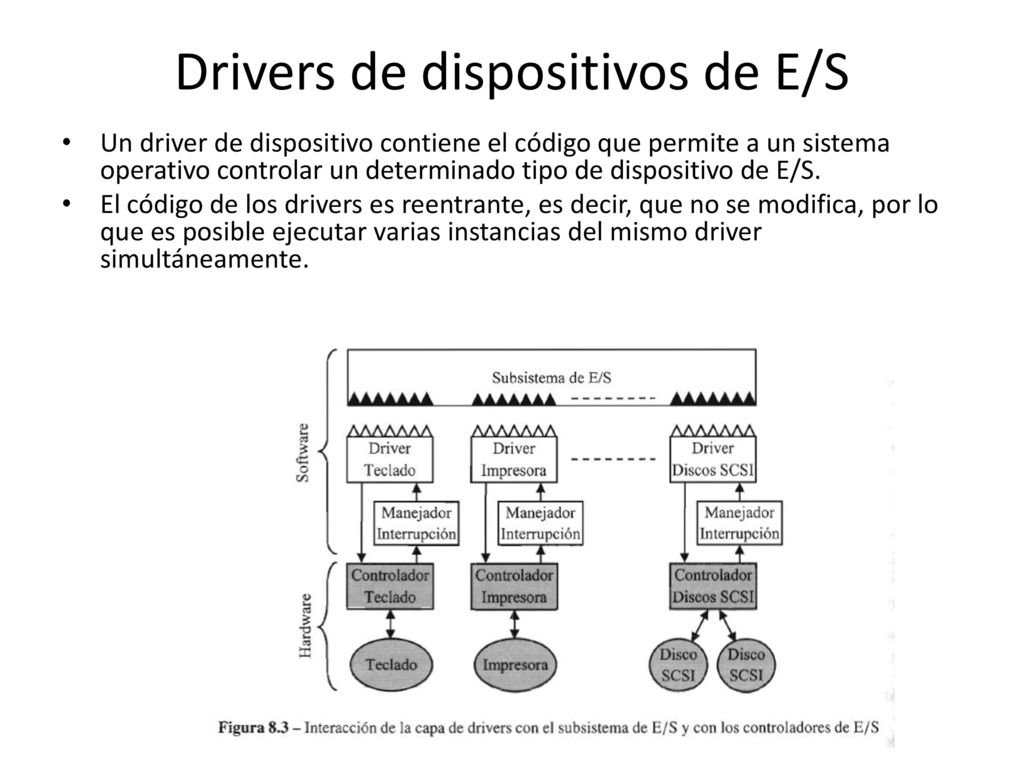 Drivers de dispositivos de E/S
• Un driver de dispositivo contiene el código que permite a un sistema
operativo controlar un determinado tipo de dispositivo de E/S.
• El código de los drivers es reentrante, es decir, que no se modifica, por lo
que es posible ejecutar varias instancias del mismo driver
simultáneamente.
Subsistema de E/S
Software
Driver
Teclado
Driver
Impresora
Driver
Discos SCSI
Manejador
Interrupción
Manejador
Interrupción
Manejador
Interrupción
Hardware
Controlador
Teclado
Controlador
Impresora
Controlador
Discos SCSI
Teclado
Impresora
Disco
SCSI
Disco
SCSI
Figura 8.3 – Interacción de la capa de drivers con el subsistema de E/S y con los controladores de E/S